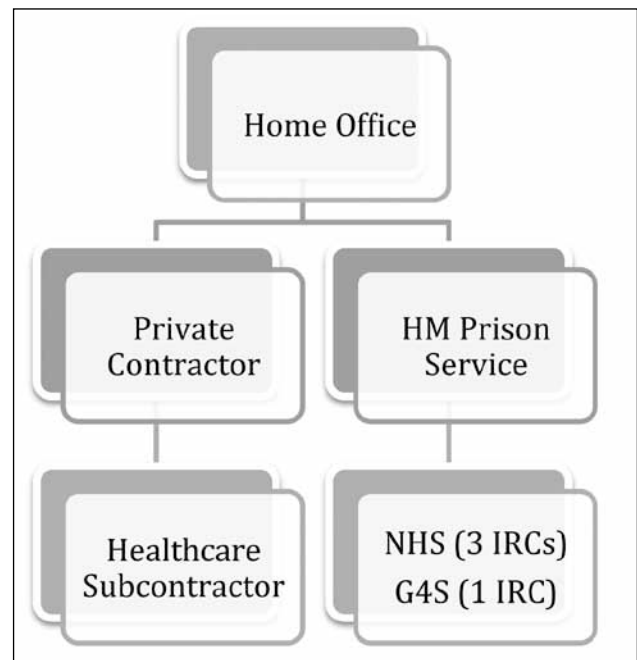 Home Office
Private
Contractor
HM Prison
Service
Healthcare
Subcontractor
NHS (3 IRCs)
G4S (1 IRC)